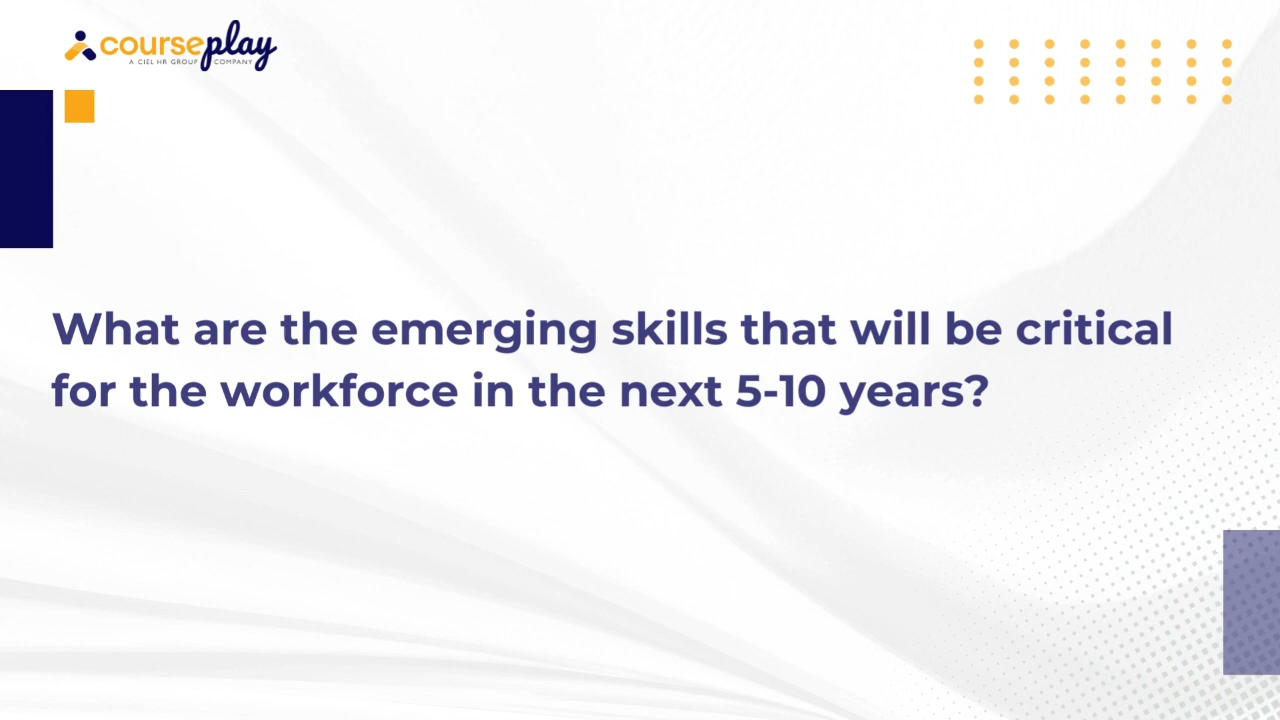 courseplay
A CIEL HR GROUP COMPANY
What are the emerging skills that will be critical
for the workforce in the next 5-10 years?